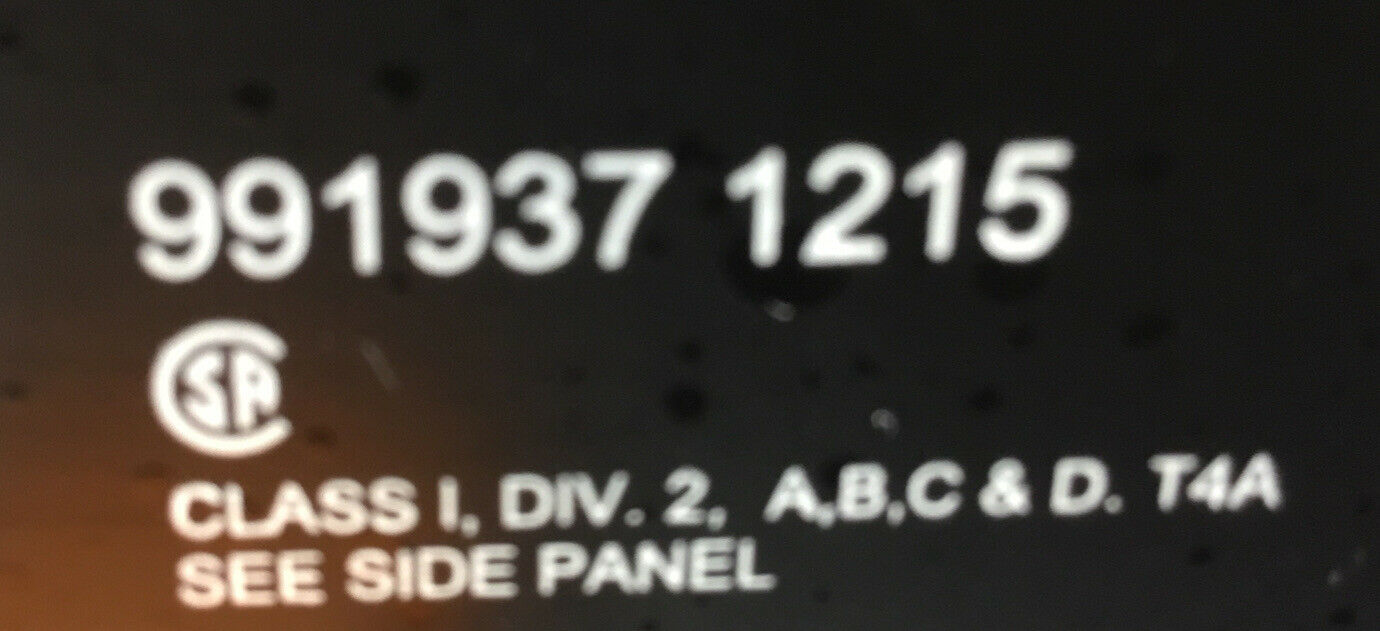 991937 1215
CSA
CLASS I, DIV. 2, A,B,C & D. T4A
SEE SIDE PANEL